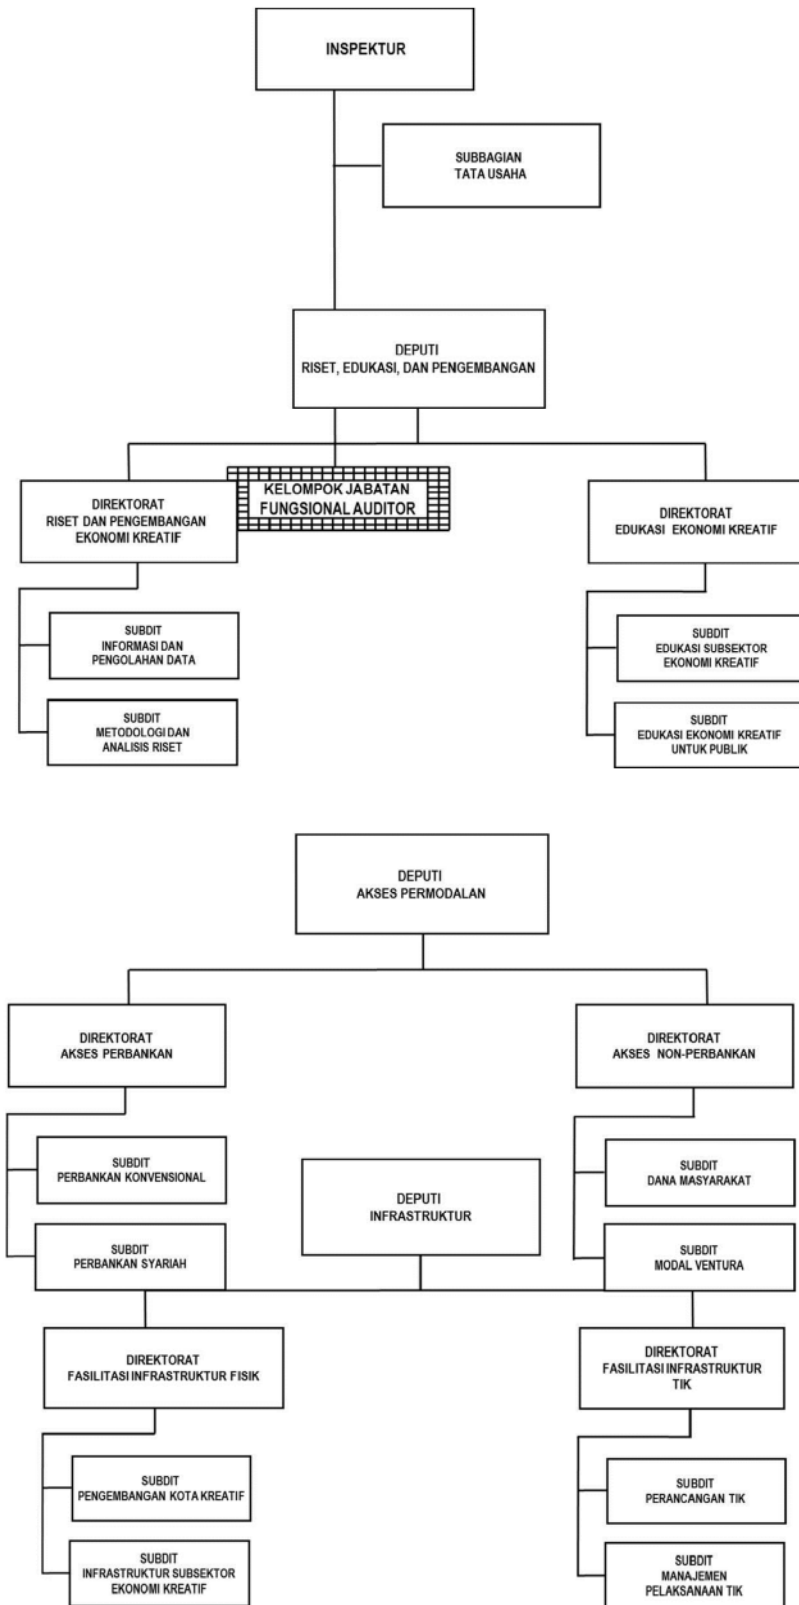 INSPEKTUR
SUBBAGIAN
TATA USAHA
DEPUTI
RISET, EDUKASI, DAN PENGEMBANGAN
DIREKTORAT
RISET DAN PENGEMBANGAN
EKONOMI KREATIF
KELOMPOK JABATAN
FUNGSIONAL AUDITOR
DIREKTORAT
EDUKASI EKONOMI KREATIF
SUBDIT
INFORMASI DAN
PENGOLAHAN DATA
SUBDIT
EDUKASI SUBSEKTOR
EKONOMI KREATIF
SUBDIT
METODOLOGI DAN
ANALISIS RISET
SUBDIT
EDUKASI EKONOMI KREATIF
UNTUK PUBLIK
DEPUTI
AKSES PERMODALAN
DIREKTORAT
AKSES PERBANKAN
DIREKTORAT
AKSES NON-PERBANKAN
SUBDIT
PERBANKAN KONVENSIONAL
DEPUTI
INFRASTRUKTUR
SUBDIT
DANA MASYARAKAT
SUBDIT
PERBANKAN SYARIAH
SUBDIT
MODAL VENTURA
DIREKTORAT
FASILITASI INFRASTRUKTUR FISIK
DIREKTORAT
FASILITASI INFRASTRUKTUR
TIK
SUBDIT
PENGEMBANGAN KOTA KREATIF
SUBDIT
PERANCANGAN TIK
SUBDIT
INFRASTRUKTUR SUBSEKTOR
EKONOMI KREATIF
SUBDIT
MANAJEMEN
PELAKSANAAN TIK